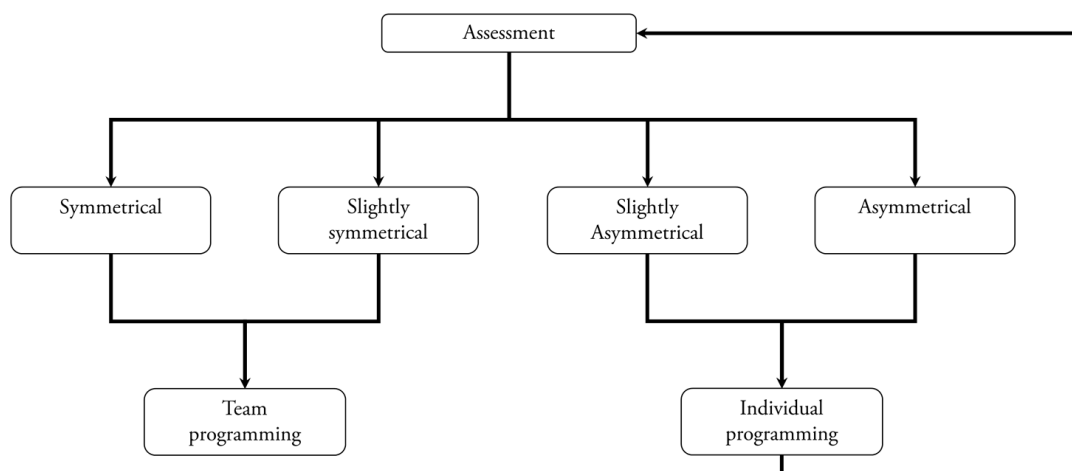 Assessment
Symmetrical
Slightly
symmetrical
Slightly
Asymmetrical
Asymmetrical
Team
programming
Individual
programming